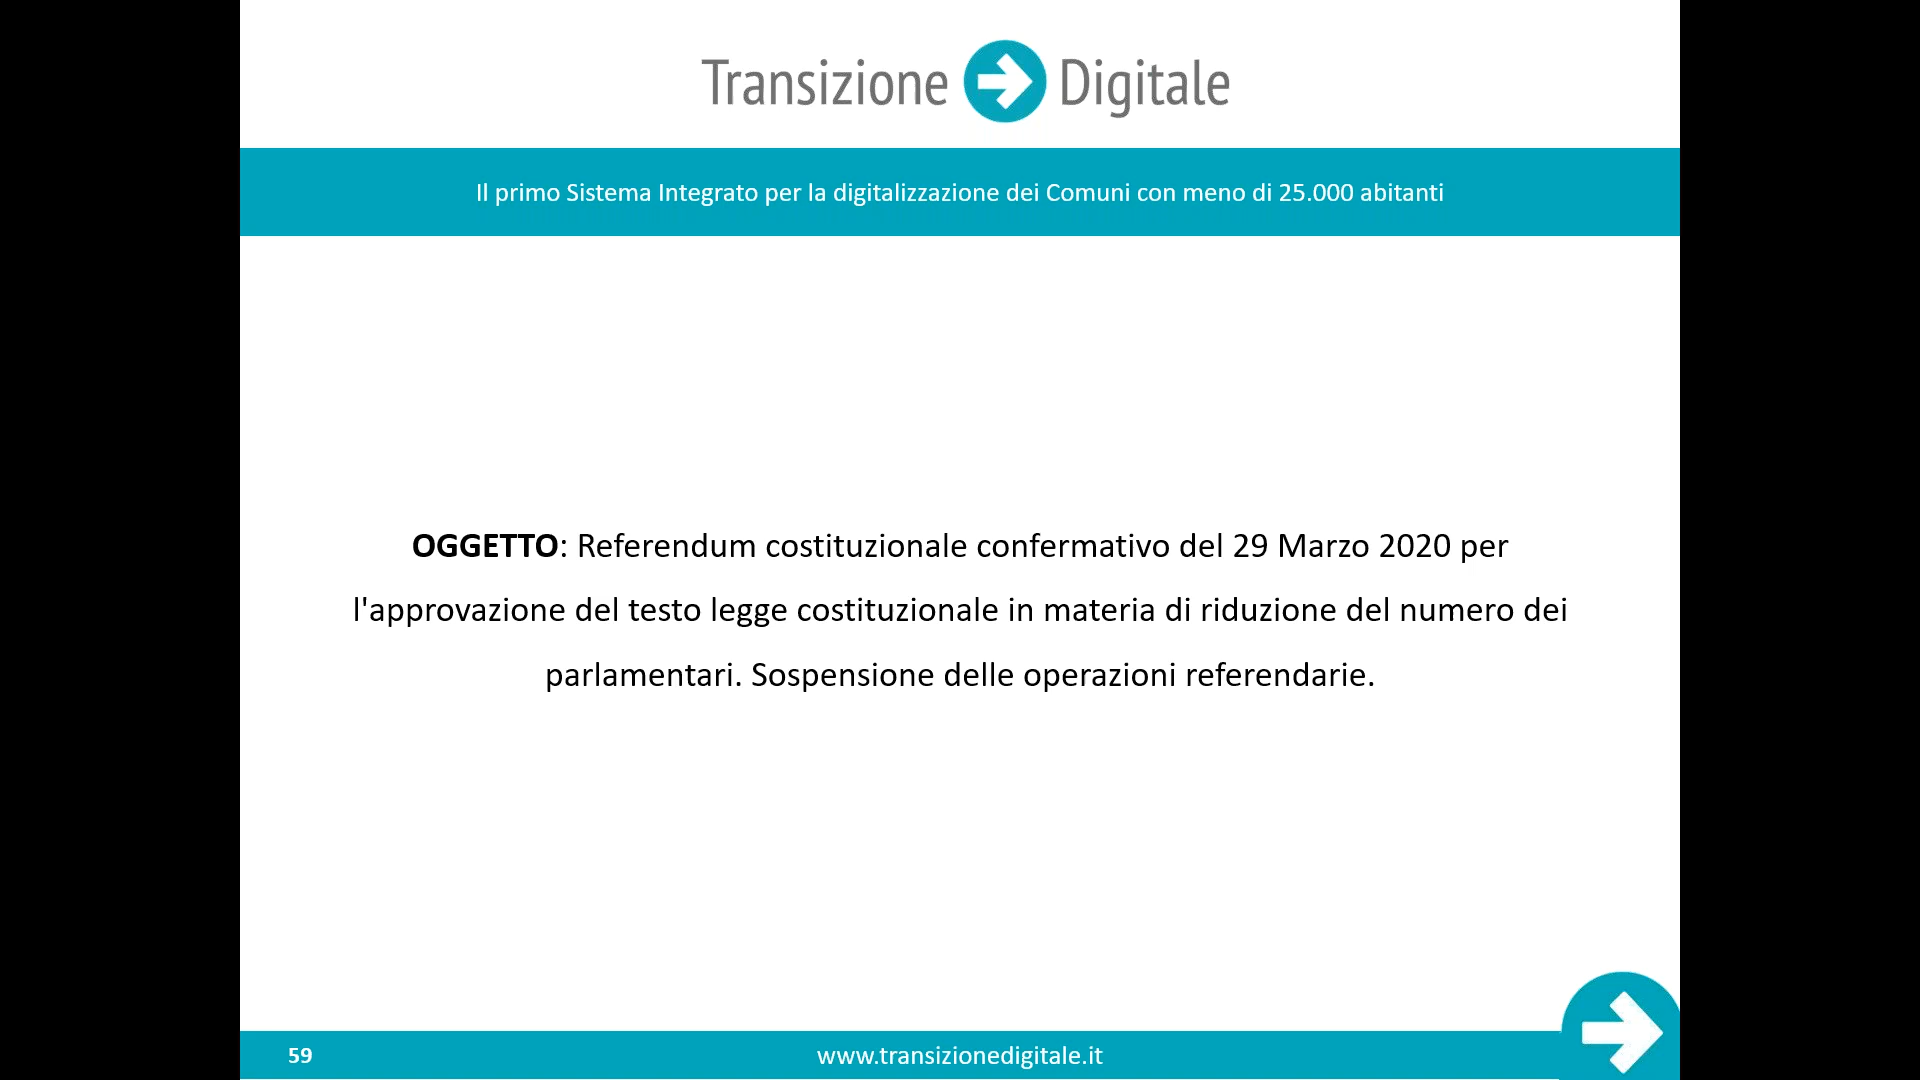 Transizione Digitale
Il primo Sistema Integrato per la digitalizzazione dei Comuni con meno di 25.000 abitanti
OGGETTO: Referendum costituzionale confermativo del 29 Marzo 2020 per
l'approvazione del testo legge costituzionale in materia di riduzione del numero dei
parlamentari. Sospensione delle operazioni referendarie.
59
www.transizionedigitale.it